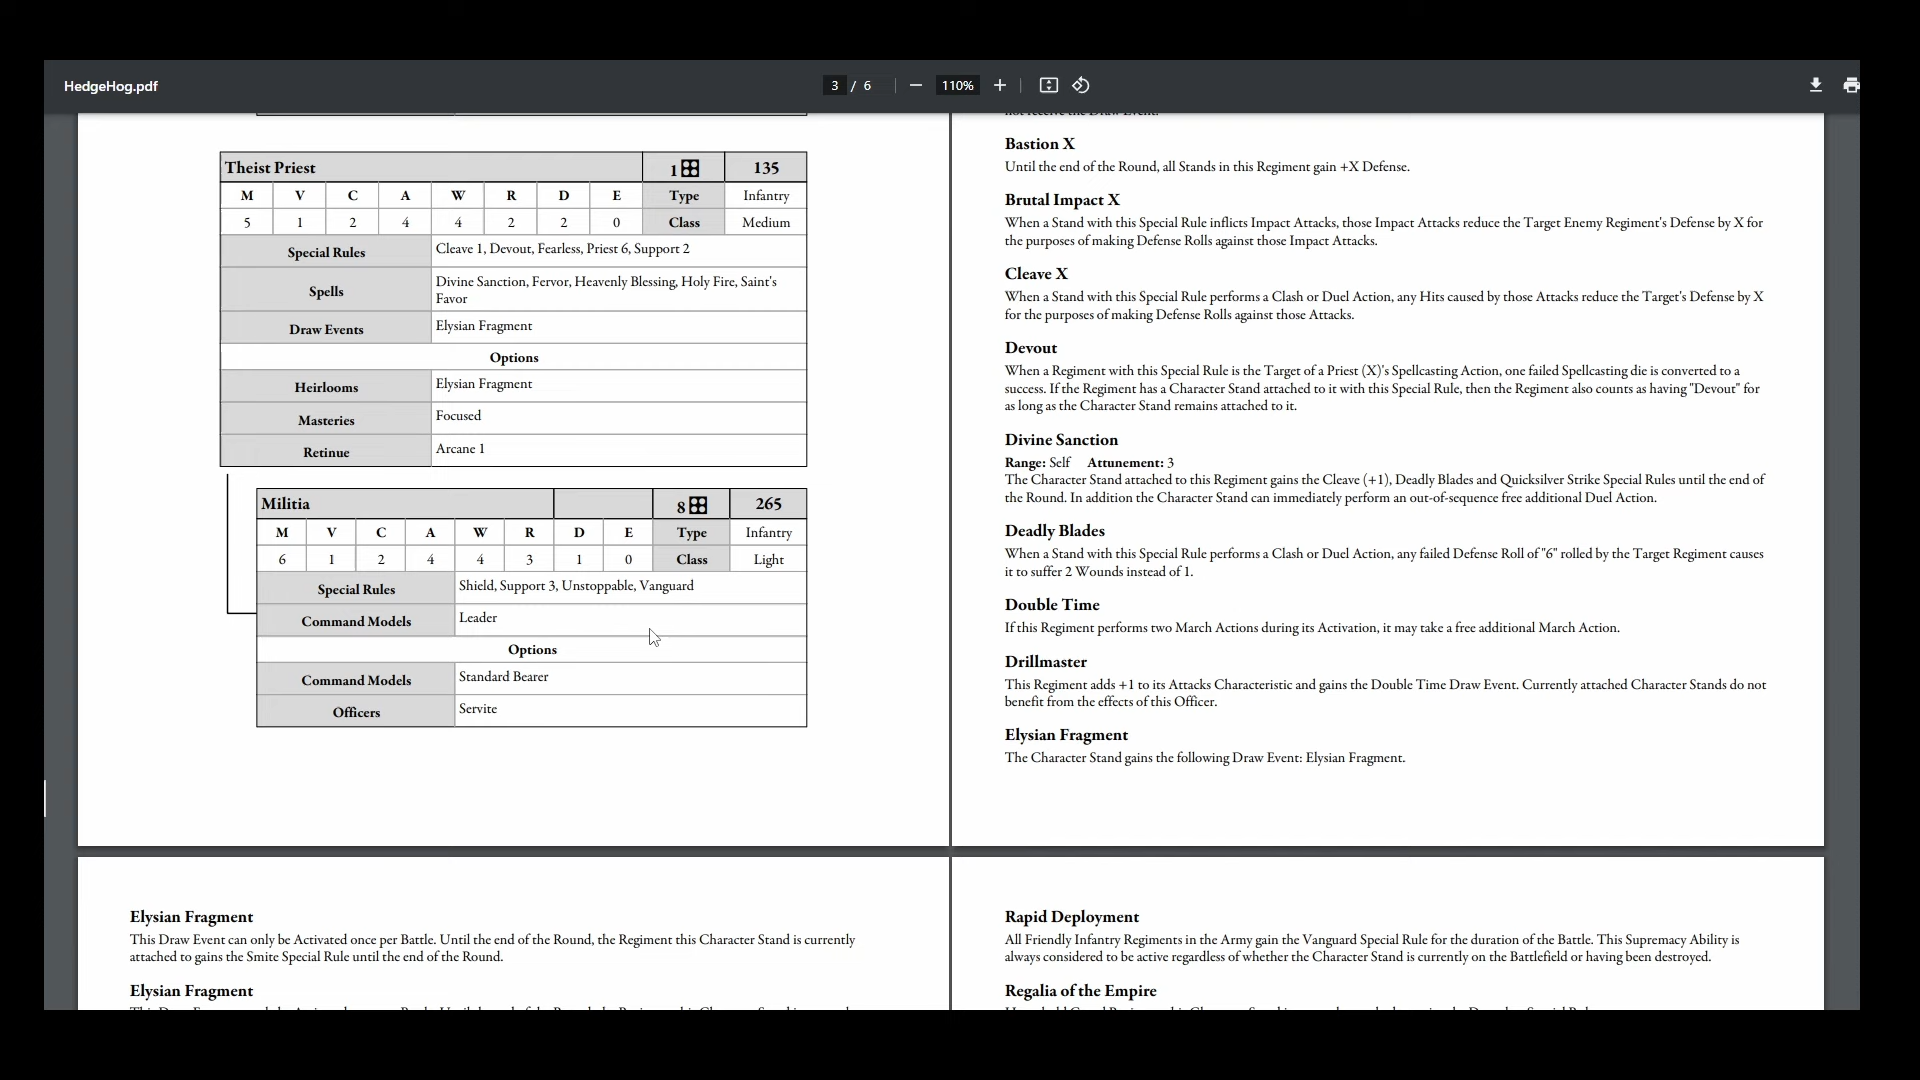 HedgeHog.pdf
3 / 6
110%
Theist Priest 1 135
M V C A W R D E Type Infantry
5 1 2 4 4 2 2 0 Class Medium
Special Rules Cleave 1, Devout, Fearless, Priest 6, Support 2
Spells Divine Sanction, Fervor, Heavenly Blessing, Holy Fire, Saint's
Favor
Draw Events Elysian Fragment
Options
Heirlooms Elysian Fragment
Masteries Focused
Retinue Arcane 1
Militia 8 265
M V C A W R D E Type Infantry
6 1 2 4 4 3 1 0 Class Light
Special Rules Shield, Support 3, Unstoppable, Vanguard
Command Models Leader
Options
Command Models Standard Bearer
Officers Servite
not receive the Draw Event.
Bastion X
Until the end of the Round, all Stands in this Regiment gain +X Defense.
Brutal Impact X
When a Stand with this Special Rule inflicts Impact Attacks, those Impact Attacks reduce the Target Enemy Regiment's Defense by X for
the purposes of making Defense Rolls against those Impact Attacks.
Cleave X
When a Stand with this Special Rule performs a Clash or Duel Action, any Hits caused by those Attacks reduce the Target's Defense by X
for the purposes of making Defense Rolls against those Attacks.
Devout
When a Regiment with this Special Rule is the Target of a Priest (X)'s Spellcasting Action, one failed Spellcasting die is converted to a
success. If the Regiment has a Character Stand attached to it with this Special Rule, then the Regiment also counts as having "Devout" for
as long as the Character Stand remains attached to it.
Divine Sanction
Range: Self Attunement: 3
The Character Stand attached to this Regiment gains the Cleave (+1), Deadly Blades and Quicksilver Strike Special Rules until the end of
the Round. In addition the Character Stand can immediately perform an out-of-sequence free additional Duel Action.
Deadly Blades
When a Stand with this Special Rule performs a Clash or Duel Action, any failed Defense Roll of "6" rolled by the Target Regiment causes
it to suffer 2 Wounds instead of 1.
Double Time
If this Regiment performs two March Actions during its Activation, it may take a free additional March Action.
Drillmaster
This Regiment adds +1 to its Attacks Characteristic and gains the Double Time Draw Event. Currently attached Character Stands do not
benefit from the effects of this Officer.
Elysian Fragment
The Character Stand gains the following Draw Event: Elysian Fragment.
Elysian Fragment
This Draw Event can only be Activated once per Battle. Until the end of the Round, the Regiment this Character Stand is currently
attached to gains the Smite Special Rule until the end of the Round.
Elysian Fragment
Rapid Deployment
All Friendly Infantry Regiments in the Army gain the Vanguard Special Rule for the duration of the Battle. This Supremacy Ability is
always considered to be active regardless of whether the Character Stand is currently on the Battlefield or having been destroyed.
Regalia of the Empire